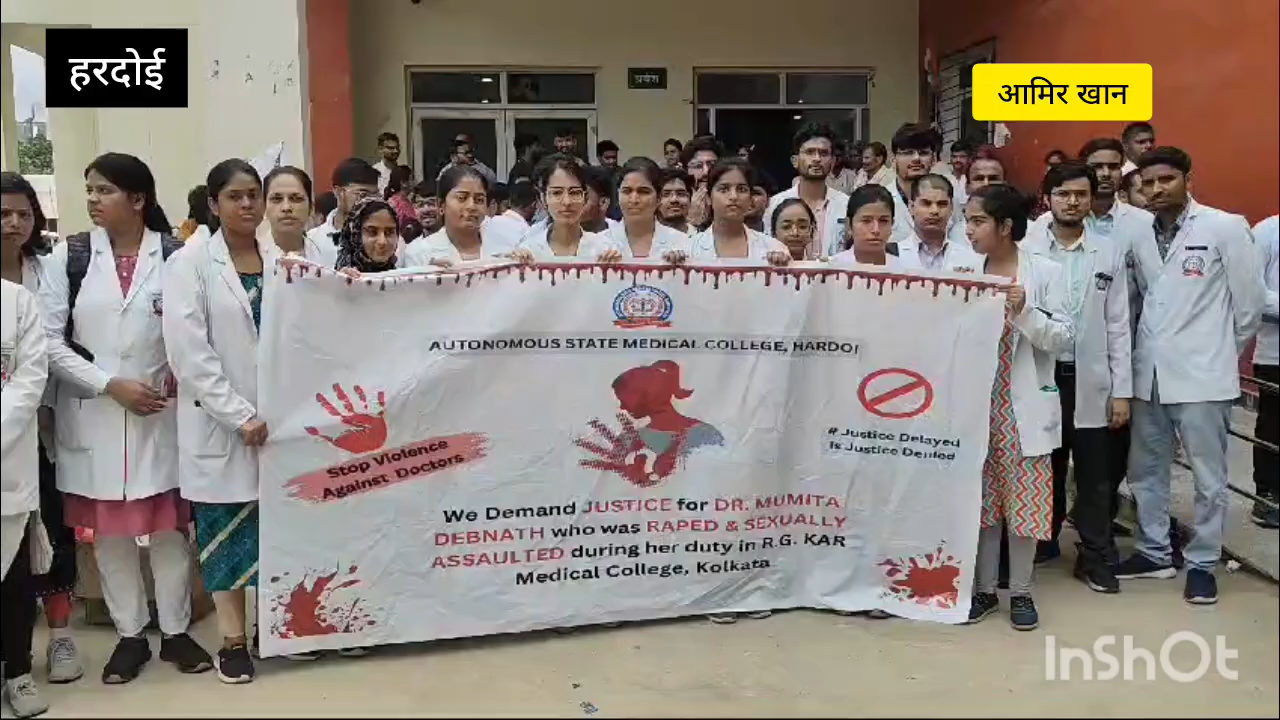 हरदोई
आमिर खान
प्रवेश
AUTONOMOUS STATE MEDICAL COLLEGE, HARDOI
Stop Violence
Against Doctors
# Justice Delayed
is Justice Denied
We Demand JUSTICE for DR. MUMITA
DEBNATH who was RAPED & SEXUALLY
ASSAULTED during her duty in R.G. KAR
Medical College, Kolkata
InShOt